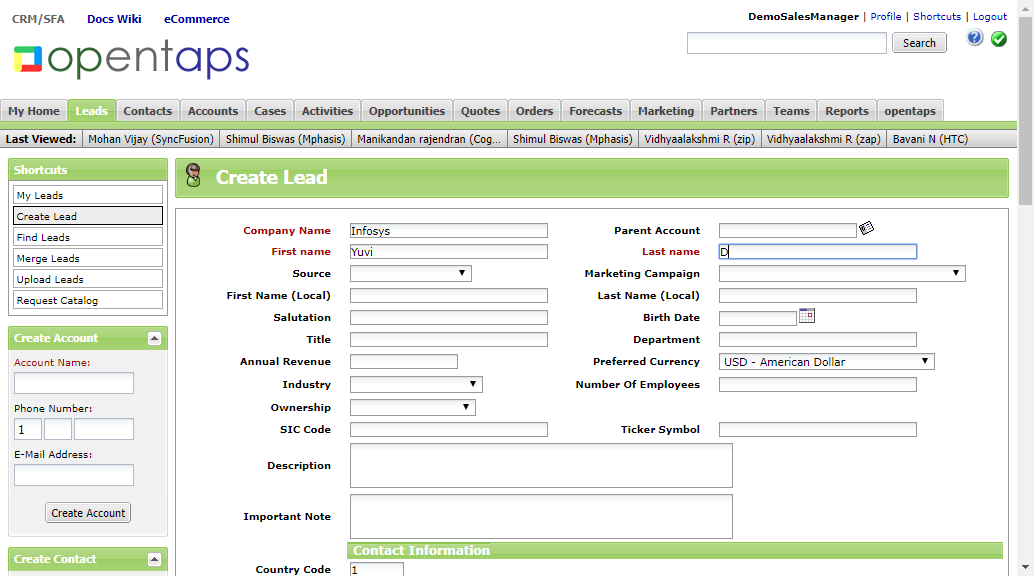 CRM/SFA Docs Wiki eCommerce
DemoSalesManager | Profile | Shortcuts | Logout
opentaps
Search
My Home Leads Contacts Accounts Cases Activities Opportunities Quotes Orders Forecasts Marketing Partners Teams Reports opentaps
Last Viewed: Mohan Vijay (SyncFusion) Shimul Biswas (Mphasis) Manikandan rajendran (Cog... Shimul Biswas (Mphasis) Vidhyaalakshmi R (zip) Vidhyaalakshmi R (zap) Bavani N (HTC)
Shortcuts
My Leads
Create Lead
Find Leads
Merge Leads
Upload Leads
Request Catalog
Create Account
Account Name:
Phone Number:
1
E-Mail Address:
Create Account
Create Contact
Create Lead
Company Name Infosys Parent Account
First name Yuvi Last name D
Source Marketing Campaign
First Name (Local) Last Name (Local)
Salutation Birth Date
Title Department
Annual Revenue Preferred Currency USD - American Dollar
Industry Number Of Employees
Ownership
SIC Code Ticker Symbol
Description
Important Note
Contact Information
Country Code 1